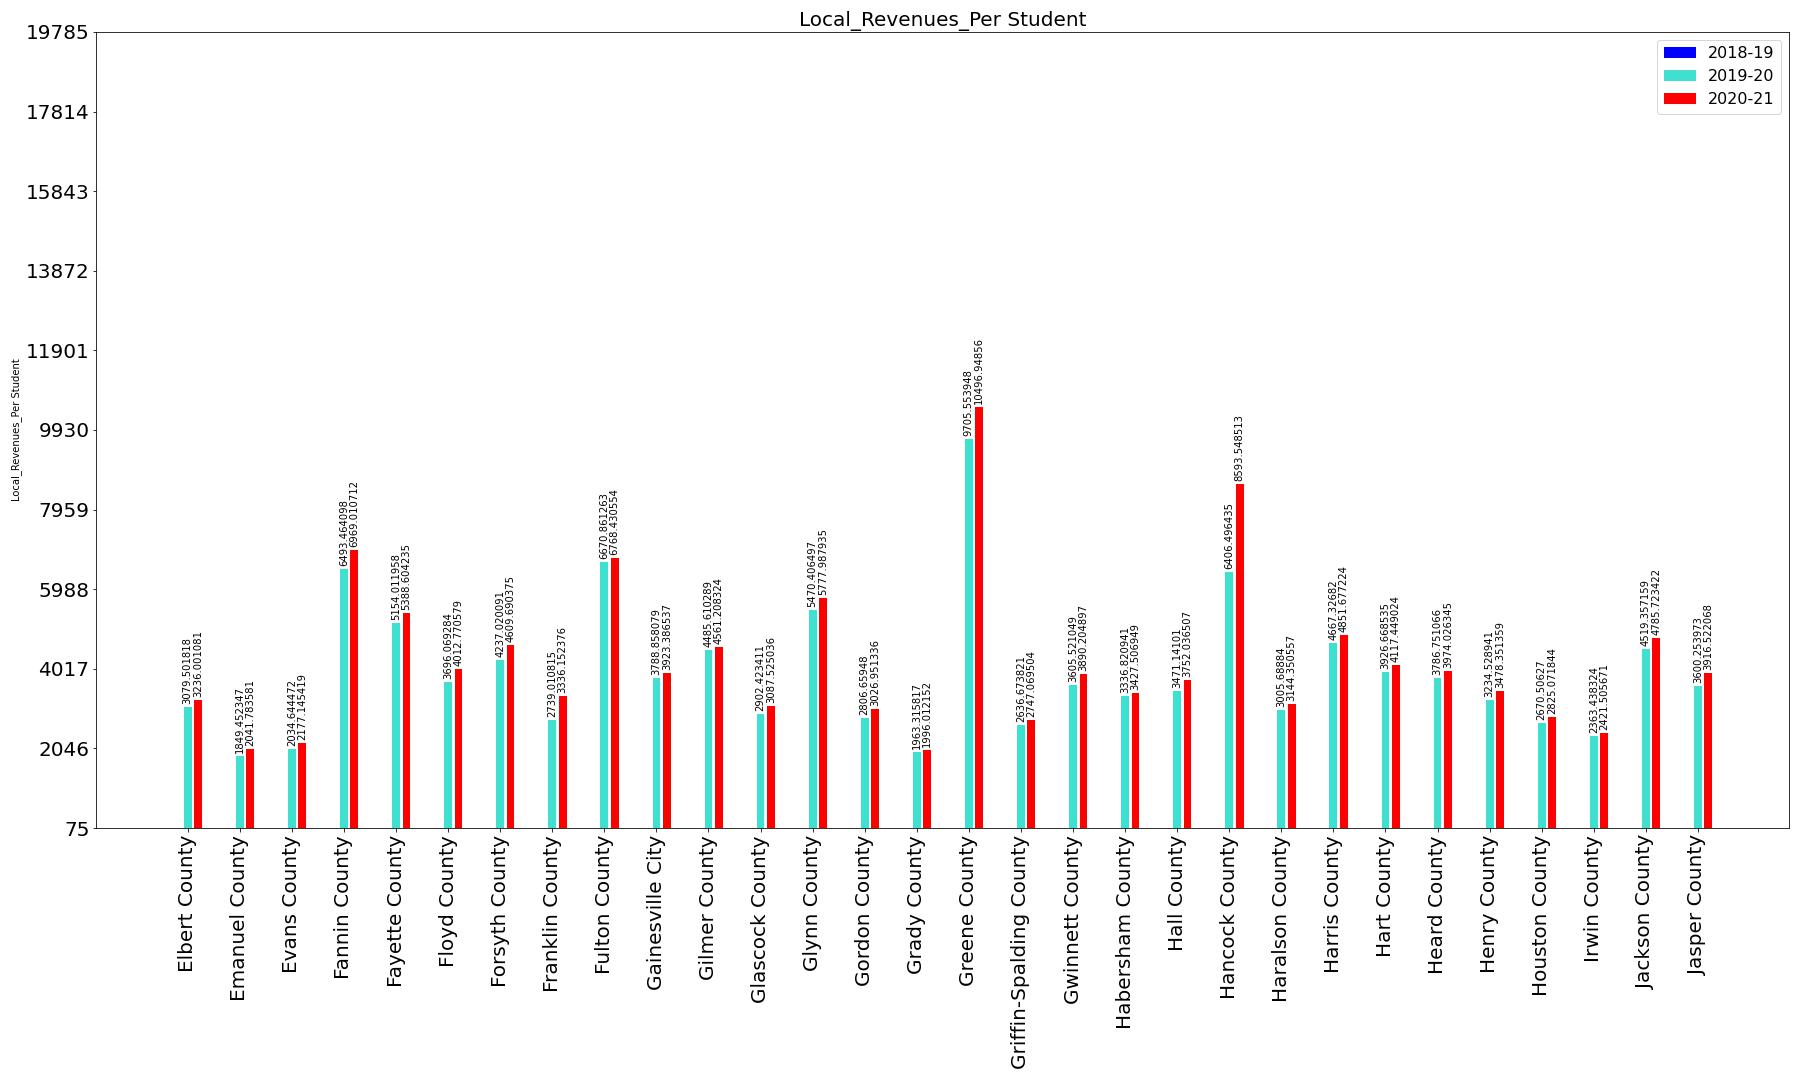 Local_Revenues_Per Student
2018-19
2019-20
2020-21
Local_Revenues_Per Student
19785
17814
15843
13872
11901
9930
7959
5988
4017
2046
75
3079.501818
3236.001081
1849.452347
2041.783581
2034.644472
2177.145419
6493.464098
6969.010712
5154.011958
5388.604235
3696.069284
4012.770579
4237.020091
4609.690375
2739.010815
3336.152376
6670.861263
6768.430554
3788.858079
3923.386537
4485.610289
4561.208324
2902.423411
3087.525036
5470.406497
5777.987935
2806.65948
3026.951336
1963.315817
1996.012152
9705.553948
10496.94856
2636.673821
2747.069504
3605.521049
3890.204897
3336.820941
3427.506949
3471.14101
3752.036507
6406.496435
8593.548513
3005.68884
3144.350557
4667.32682
4851.677224
3926.668535
4117.449024
3786.751066
3974.026345
3234.528941
3478.351359
2670.50627
2825.071844
2363.438324
2421.505671
4519.357159
4785.723422
3600.253973
3916.522068
Elbert County
Emanuel County
Evans County
Fannin County
Fayette County
Floyd County
Forsyth County
Franklin County
Fulton County
Gainesville City
Gilmer County
Glascock County
Glynn County
Gordon County
Grady County
Greene County
Griffin-Spalding County
Gwinnett County
Habersham County
Hall County
Hancock County
Haralson County
Harris County
Hart County
Heard County
Henry County
Houston County
Irwin County
Jackson County
Jasper County